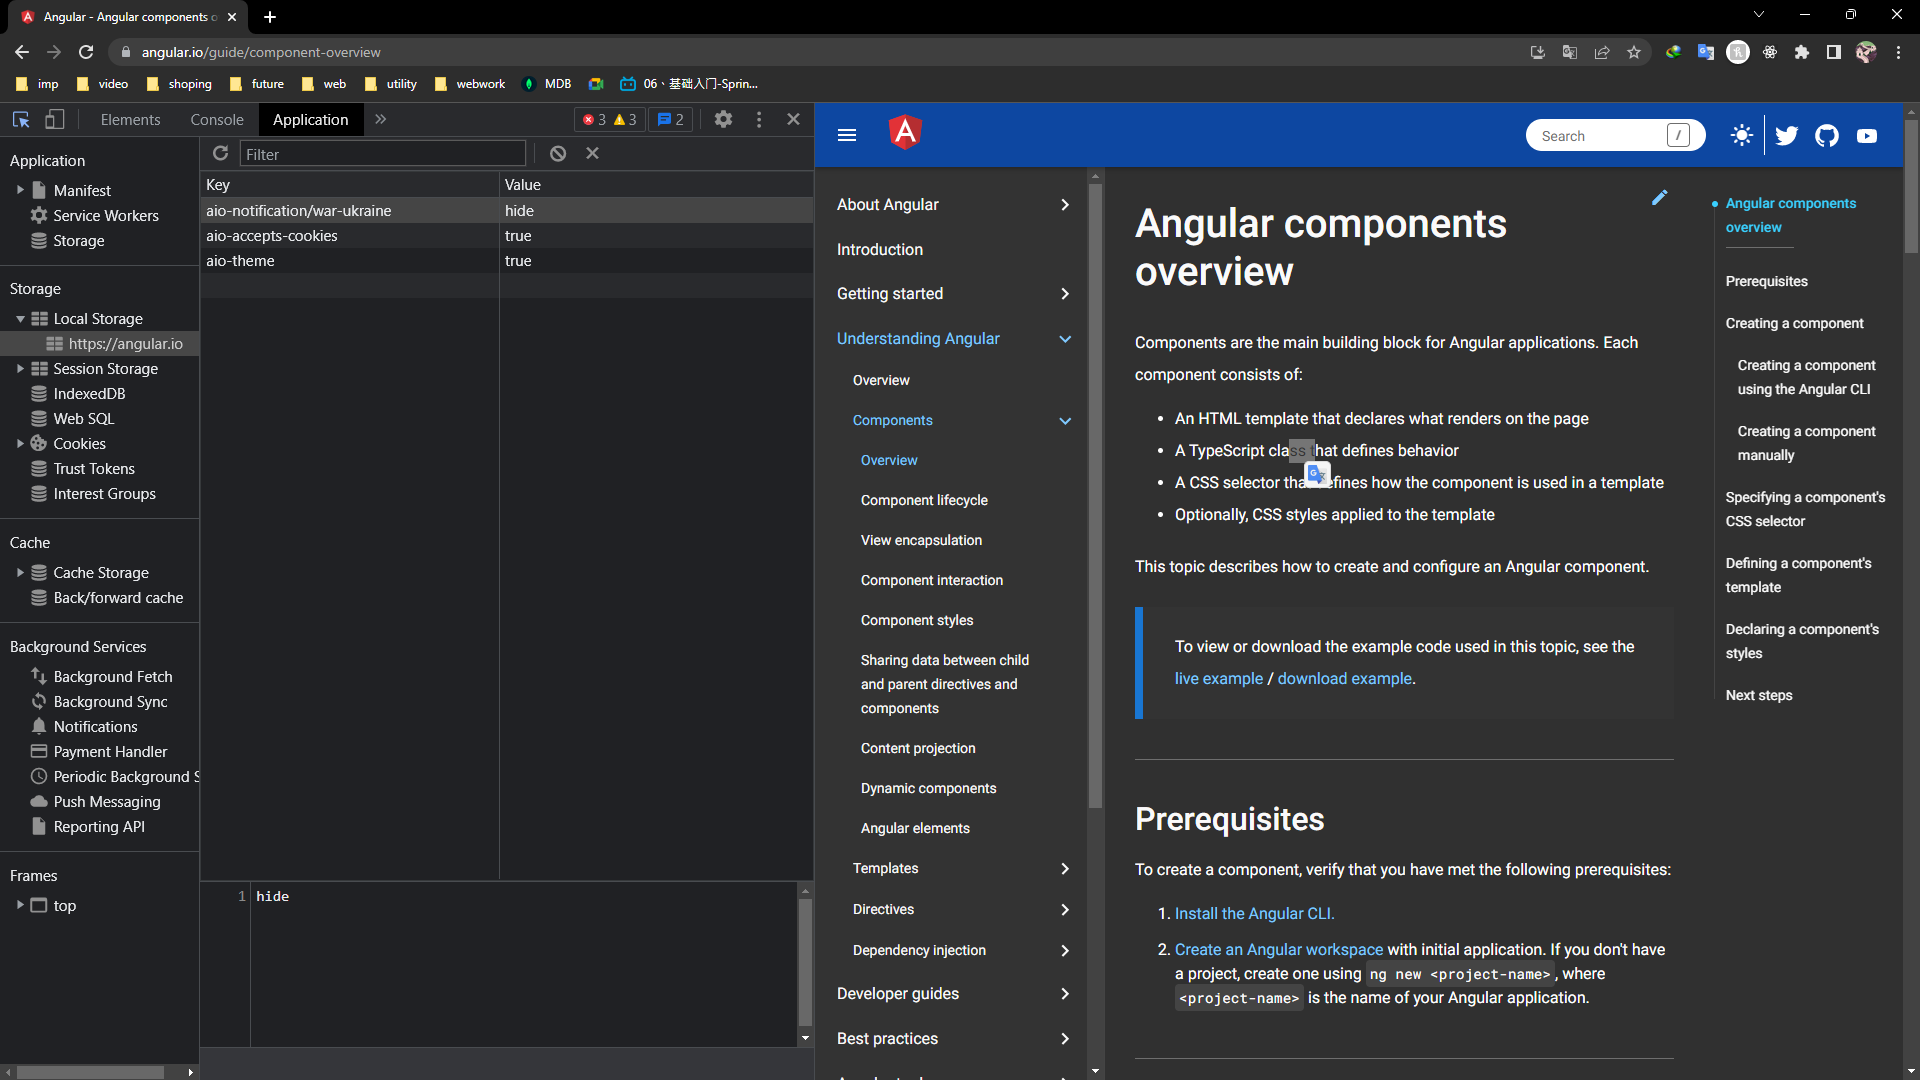 Angular - Angular components o
angular.io/guide/component-overview
imp
video
shoping
future
web
utility
webwork
MDB
06、基础入门-Sprin...
Elements
Console
Application
3
3
2
Application
Manifest
Service Workers
Storage
Storage
Local Storage
https://angular.io
Session Storage
IndexedDB
Web SQL
Cookies
Trust Tokens
Interest Groups
Cache
Cache Storage
Back/forward cache
Background Services
Background Fetch
Background Sync
Notifications
Payment Handler
Periodic Background S
Push Messaging
Reporting API
Frames
top
Filter
Key
Value
aio-notification/war-ukraine
hide
aio-accepts-cookies
true
aio-theme
true
1
hide
Search
/
About Angular
Introduction
Getting started
Understanding Angular
Overview
Components
Overview
Component lifecycle
View encapsulation
Component interaction
Component styles
Sharing data between child
and parent directives and
components
Content projection
Dynamic components
Angular elements
Templates
Directives
Dependency injection
Developer guides
Best practices
Angular components
overview
Components are the main building block for Angular applications. Each
component consists of:
• An HTML template that declares what renders on the page
• A TypeScript class that defines behavior
• A CSS selector that defines how the component is used in a template
• Optionally, CSS styles applied to the template
This topic describes how to create and configure an Angular component.
To view or download the example code used in this topic, see the
live example / download example.
Prerequisites
To create a component, verify that you have met the following prerequisites:
1. Install the Angular CLI.
2. Create an Angular workspace with initial application. If you don't have
a project, create one using ng new <project-name>, where
<project-name> is the name of your Angular application.
Angular components
overview
Prerequisites
Creating a component
Creating a component
using the Angular CLI
Creating a component
manually
Specifying a component's
CSS selector
Defining a component's
template
Declaring a component's
styles
Next steps